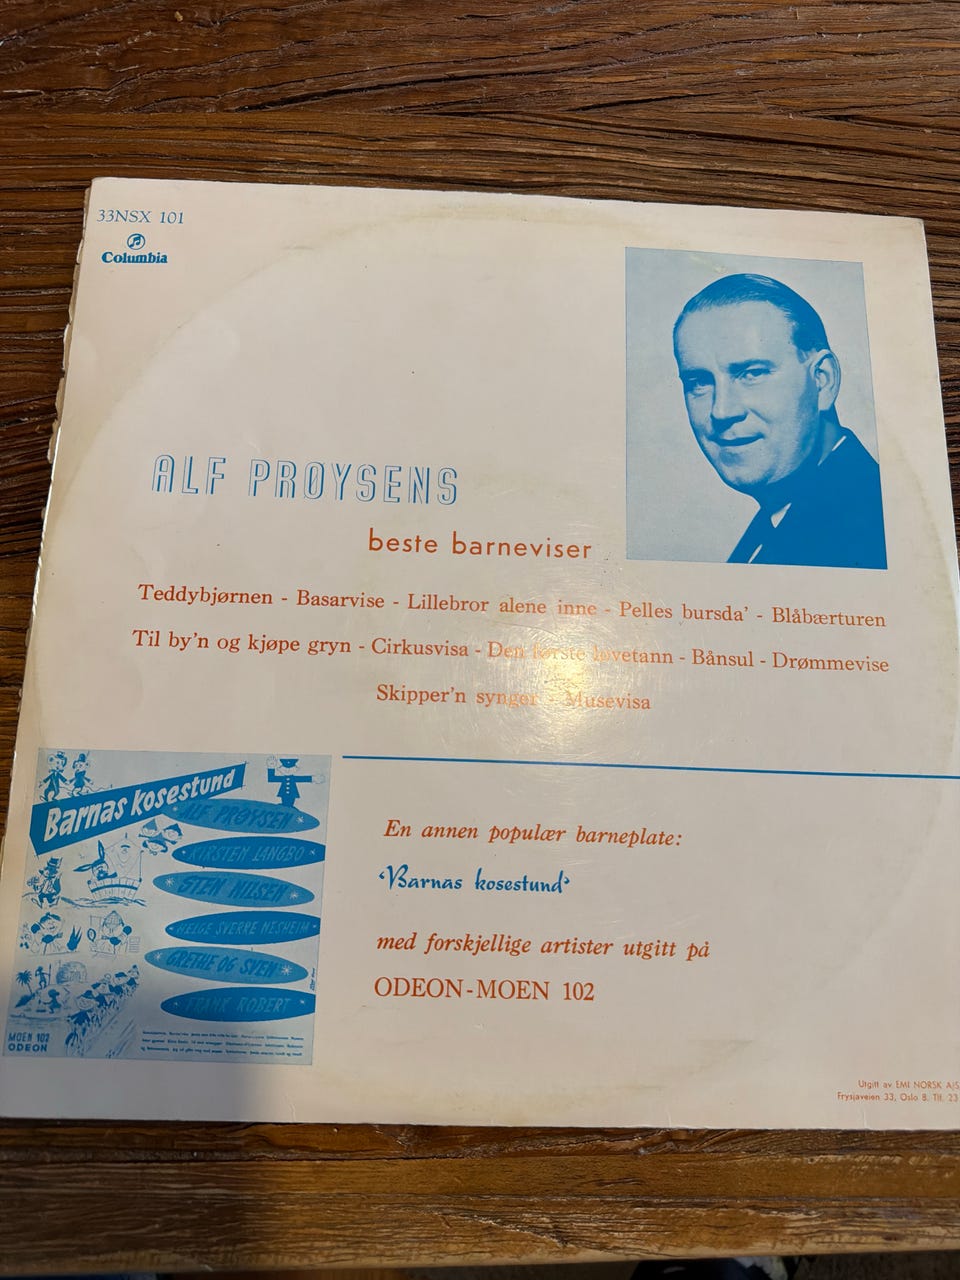 33NSX 101
Columbia
ALF PRØYSENS
beste barneviser
Teddybjørnen - Basarvise - Lillebror alene inne - Pelles bursda' - Blåbærturen
Til by'n og kjøpe gryn - Cirkusvisa - Den første løvetann - Bånsul - Drømmevise
Skipper'n synger - Musevisa
Barnas kosestund
ALF PRØYSEN
KIRSTEN LANGBO
STEN NILSEN
HELGE SVERRE NESHEIM
GRETHE OG SVEN
FRANK ROBERT
MOEN 102
ODEON
En annen populær barneplate:
‘Barnas kosestund’
med forskjellige artister utgitt på
ODEON-MOEN 102
Utgitt av EMI NORSK A/S
Frysjaveien 33, Oslo 8. Tlf. 23